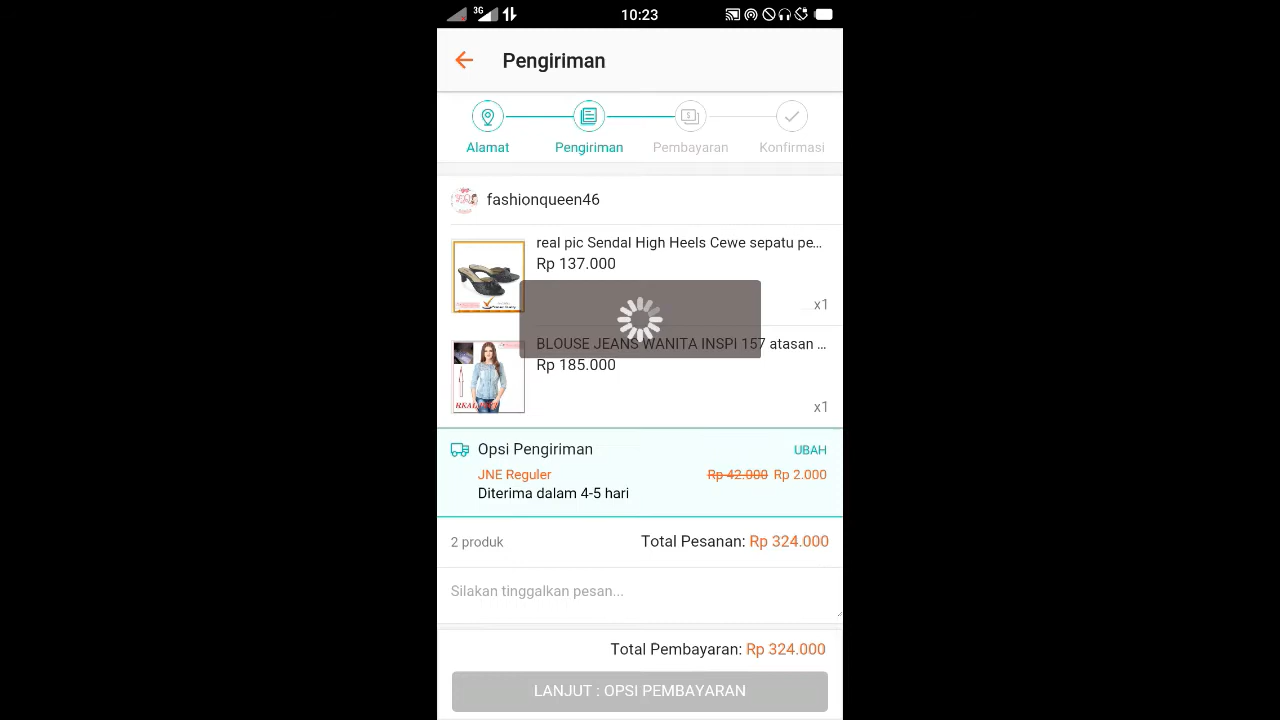 3G
10:23
Pengiriman
Alamat
Pengiriman
Pembayaran
Konfirmasi
fashionqueen46
real pic Sendal High Heels Cewe sepatu pe...
Rp 137.000
x1
BLOUSE JEANS WANITA INSPI 157 atasan ...
Rp 185.000
x1
Opsi Pengiriman
UBAH
JNE Reguler
Rp 42.000 Rp 2.000
Diterima dalam 4-5 hari
2 produk
Total Pesanan: Rp 324.000
Silakan tinggalkan pesan...
Total Pembayaran: Rp 324.000
LANJUT : OPSI PEMBAYARAN